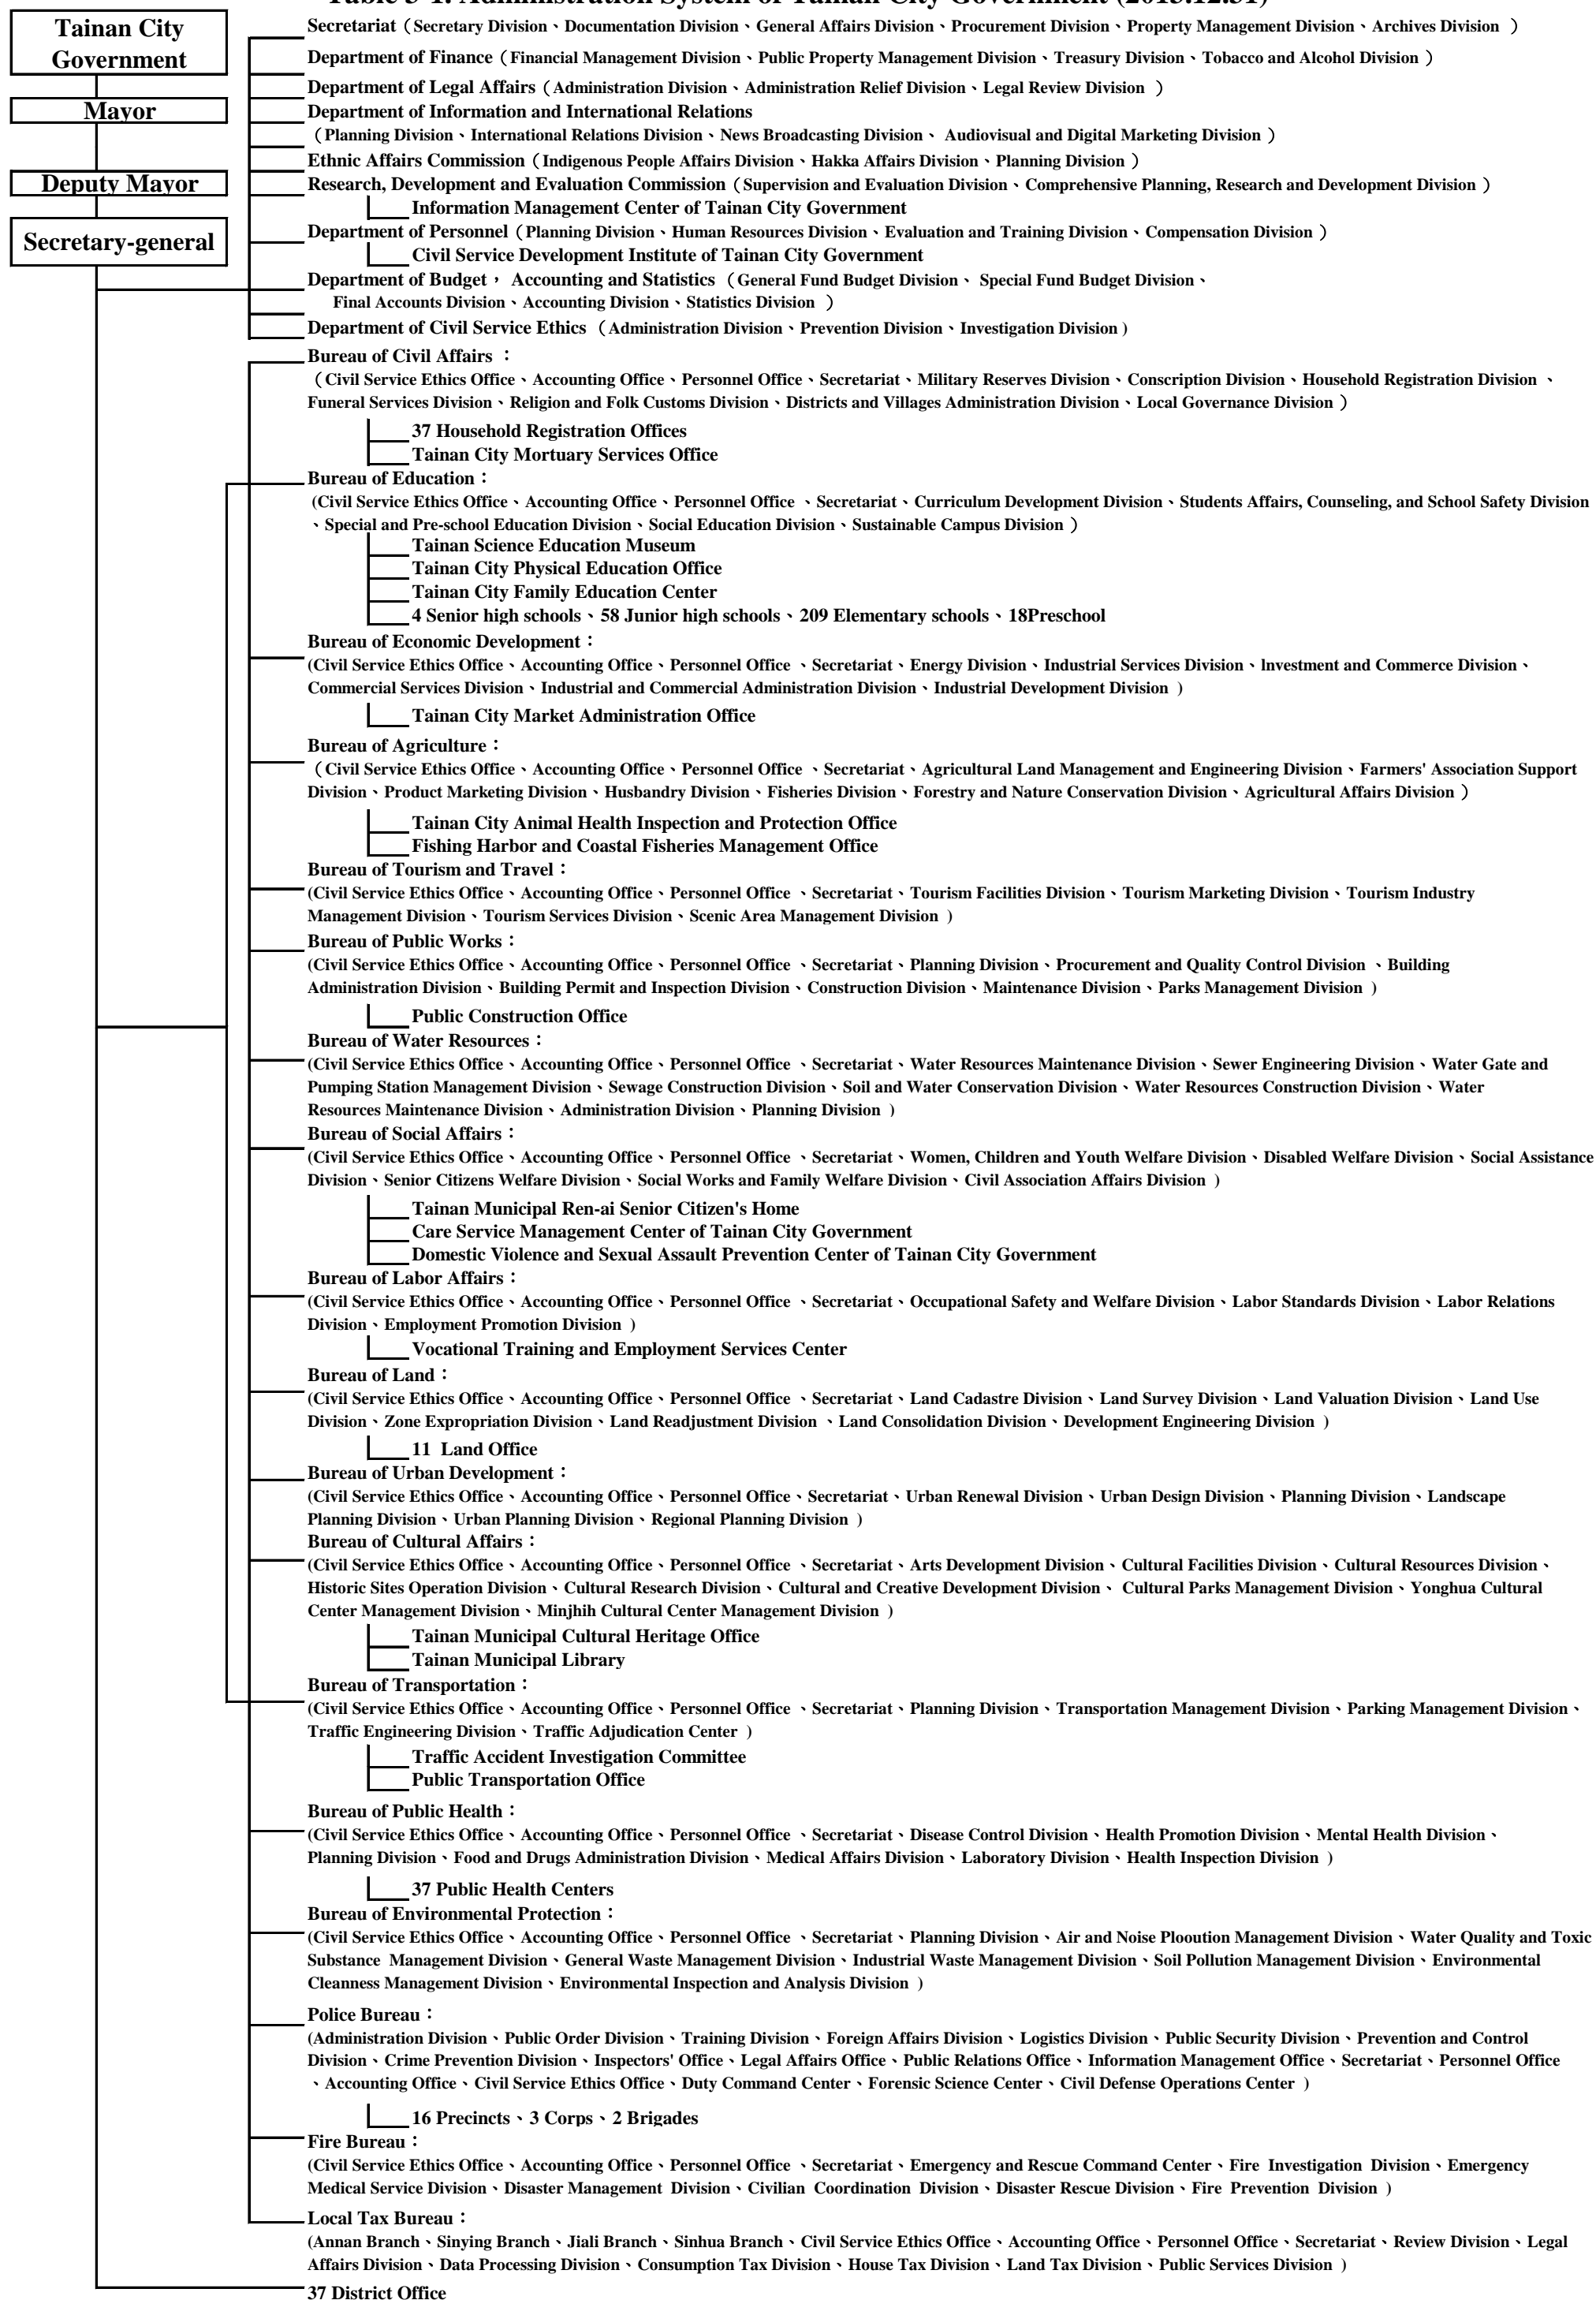 Table 3-1. Administration System of Tainan City Government (2013.12.31)
Tainan City
Government
Mayor
Deputy Mayor
Secretary-general
Secretariat（Secretary Division、Documentation Division、General Affairs Division、Procurement Division、Property Management Division、Archives Division ）
Department of Finance（Financial Management Division、Public Property Management Division、Treasury Division、Tobacco and Alcohol Division ）
Department of Legal Affairs（Administration Division、Administration Relief Division、Legal Review Division ）
Department of Information and International Relations
（Planning Division、International Relations Division、News Broadcasting Division、 Audiovisual and Digital Marketing Division ）
Ethnic Affairs Commission（Indigenous People Affairs Division、Hakka Affairs Division、Planning Division ）
Research, Development and Evaluation Commission（Supervision and Evaluation Division、Comprehensive Planning, Research and Development Division ）
Information Management Center of Tainan City Government
Department of Personnel（Planning Division、Human Resources Division、Evaluation and Training Division、Compensation Division ）
Civil Service Development Institute of Tainan City Government
Department of Budget， Accounting and Statistics （General Fund Budget Division、 Special Fund Budget Division、
Final Accounts Division、Accounting Division、Statistics Division ）
Department of Civil Service Ethics （Administration Division、Prevention Division、Investigation Division )
Bureau of Civil Affairs ：
（Civil Service Ethics Office、Accounting Office、Personnel Office、Secretariat、Military Reserves Division、Conscription Division、Household Registration Division 、
Funeral Services Division、Religion and Folk Customs Division、Districts and Villages Administration Division、Local Governance Division ）
37 Household Registration Offices
Tainan City Mortuary Services Office
Bureau of Education：
(Civil Service Ethics Office、Accounting Office、Personnel Office 、Secretariat、Curriculum Development Division、Students Affairs, Counseling, and School Safety Division
、Special and Pre-school Education Division、Social Education Division、Sustainable Campus Division ）
Tainan Science Education Museum
Tainan City Physical Education Office
Tainan City Family Education Center
4 Senior high schools、58 Junior high schools、209 Elementary schools、18Preschool
Bureau of Economic Development：
(Civil Service Ethics Office、Accounting Office、Personnel Office 、Secretariat、Energy Division、Industrial Services Division、lnvestment and Commerce Division、
Commercial Services Division、Industrial and Commercial Administration Division、Industrial Development Division )
Tainan City Market Administration Office
Bureau of Agriculture：
（Civil Service Ethics Office、Accounting Office、Personnel Office 、Secretariat、Agricultural Land Management and Engineering Division、Farmers' Association Support
Division、Product Marketing Division、Husbandry Division、Fisheries Division、Forestry and Nature Conservation Division、Agricultural Affairs Division ）
Tainan City Animal Health Inspection and Protection Office
Fishing Harbor and Coastal Fisheries Management Office
Bureau of Tourism and Travel：
(Civil Service Ethics Office、Accounting Office、Personnel Office 、Secretariat、Tourism Facilities Division、Tourism Marketing Division、Tourism Industry
Management Division、Tourism Services Division、Scenic Area Management Division )
Bureau of Public Works：
(Civil Service Ethics Office、Accounting Office、Personnel Office 、Secretariat、Planning Division、Procurement and Quality Control Division 、Building
Administration Division、Building Permit and Inspection Division、Construction Division、Maintenance Division、Parks Management Division )
Public Construction Office
Bureau of Water Resources：
(Civil Service Ethics Office、Accounting Office、Personnel Office 、Secretariat、Water Resources Maintenance Division、Sewer Engineering Division、Water Gate and
Pumping Station Management Division、Sewage Construction Division、Soil and Water Conservation Division、Water Resources Construction Division、Water
Resources Maintenance Division、Administration Division、Planning Division )
Bureau of Social Affairs：
(Civil Service Ethics Office、Accounting Office、Personnel Office 、Secretariat、Women, Children and Youth Welfare Division、Disabled Welfare Division、Social Assistance
Division、Senior Citizens Welfare Division、Social Works and Family Welfare Division、Civil Association Affairs Division )
Tainan Municipal Ren-ai Senior Citizen's Home
Care Service Management Center of Tainan City Government
Domestic Violence and Sexual Assault Prevention Center of Tainan City Government
Bureau of Labor Affairs：
(Civil Service Ethics Office、Accounting Office、Personnel Office 、Secretariat、Occupational Safety and Welfare Division、Labor Standards Division、Labor Relations
Division、Employment Promotion Division )
Vocational Training and Employment Services Center
Bureau of Land：
(Civil Service Ethics Office、Accounting Office、Personnel Office 、Secretariat、Land Cadastre Division、Land Survey Division、Land Valuation Division、Land Use
Division、Zone Expropriation Division、Land Readjustment Division 、Land Consolidation Division、Development Engineering Division )
11 Land Office
Bureau of Urban Development：
(Civil Service Ethics Office、Accounting Office、Personnel Office、Secretariat、Urban Renewal Division、Urban Design Division、Planning Division、Landscape
Planning Division、Urban Planning Division、Regional Planning Division )
Bureau of Cultural Affairs：
(Civil Service Ethics Office、Accounting Office、Personnel Office 、Secretariat、Arts Development Division、Cultural Facilities Division、Cultural Resources Division、
Historic Sites Operation Division、Cultural Research Division、Cultural and Creative Development Division、 Cultural Parks Management Division、Yonghua Cultural
Center Management Division、Minjhih Cultural Center Management Division )
Tainan Municipal Cultural Heritage Office
Tainan Municipal Library
Bureau of Transportation：
(Civil Service Ethics Office、Accounting Office、Personnel Office 、Secretariat、Planning Division、Transportation Management Division、Parking Management Division、
Traffic Engineering Division、Traffic Adjudication Center )
Traffic Accident Investigation Committee
Public Transportation Office
Bureau of Public Health：
(Civil Service Ethics Office、Accounting Office、Personnel Office 、Secretariat、Disease Control Division、Health Promotion Division、Mental Health Division、
Planning Division、Food and Drugs Administration Division、Medical Affairs Division、Laboratory Division、Health Inspection Division )
37 Public Health Centers
Bureau of Environmental Protection：
(Civil Service Ethics Office、Accounting Office、Personnel Office 、Secretariat、Planning Division、Air and Noise Plooution Management Division、Water Quality and Toxic
Substance Management Division、General Waste Management Division、Industrial Waste Management Division、Soil Pollution Management Division、Environmental
Cleanness Management Division、Environmental Inspection and Analysis Division )
Police Bureau：
(Administration Division、Public Order Division、Training Division、Foreign Affairs Division、Logistics Division、Public Security Division、Prevention and Control
Division、Crime Prevention Division、Inspectors' Office、Legal Affairs Office、Public Relations Office、Information Management Office、Secretariat、Personnel Office
、Accounting Office、Civil Service Ethics Office、Duty Command Center、Forensic Science Center、Civil Defense Operations Center )
16 Precincts、3 Corps、2 Brigades
Fire Bureau：
(Civil Service Ethics Office、Accounting Office、Personnel Office 、Secretariat、Emergency and Rescue Command Center、Fire Investigation Division、Emergency
Medical Service Division、Disaster Management Division、Civilian Coordination Division、Disaster Rescue Division、Fire Prevention Division )
Local Tax Bureau：
(Annan Branch、Sinying Branch、Jiali Branch、Sinhua Branch、Civil Service Ethics Office、Accounting Office、Personnel Office、Secretariat、Review Division、Legal
Affairs Division、Data Processing Division、Consumption Tax Division、House Tax Division、Land Tax Division、Public Services Division )
37 District Office